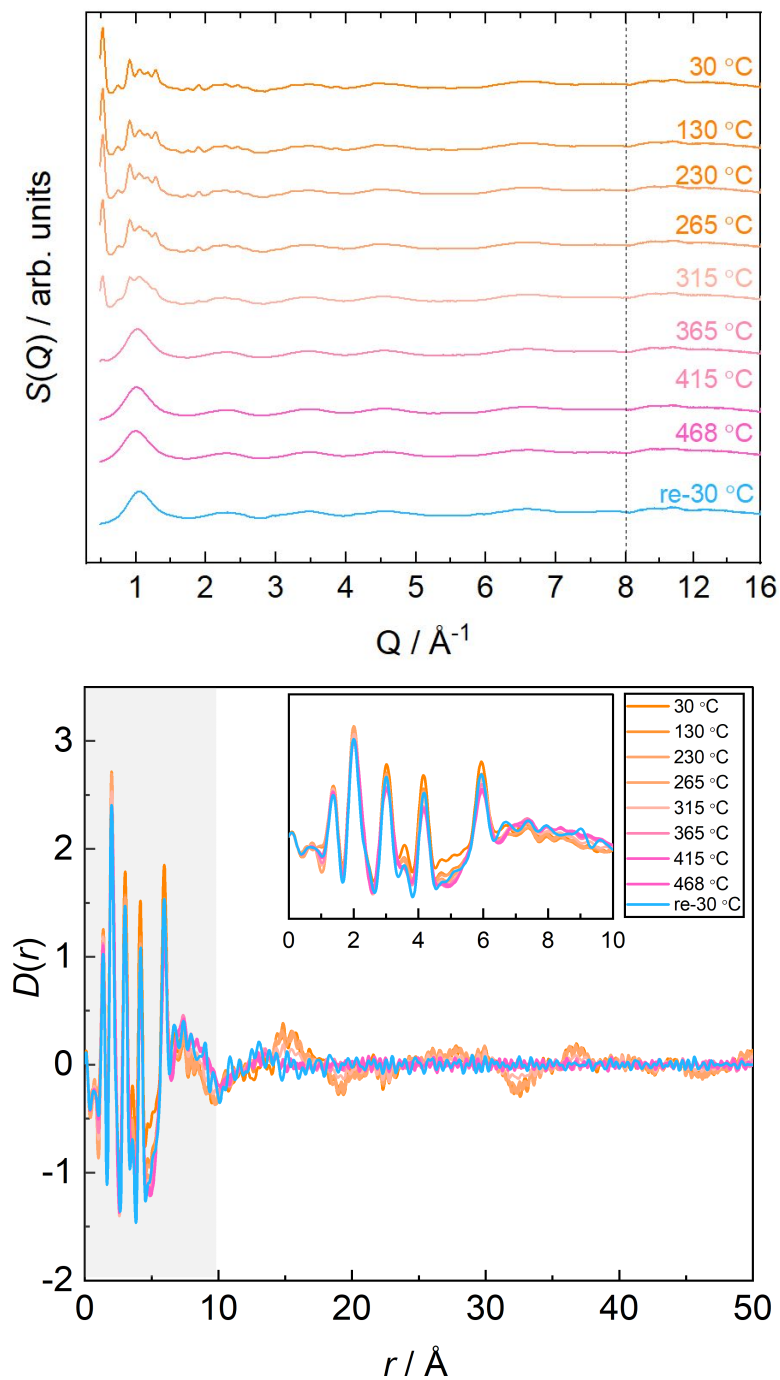 S(Q) / arb. units
30 °C
130 °C
230 °C
265 °C
315 °C
365 °C
415 °C
468 °C
re-30 °C
1 2 3 4 5 6 7 8 12 16
Q / Å-1
D(r)
3
2
1
0
-1
-2
0 2 4 6 8 10
30 °C
130 °C
230 °C
265 °C
315 °C
365 °C
415 °C
468 °C
re-30 °C
0 10 20 30 40 50
r / Å